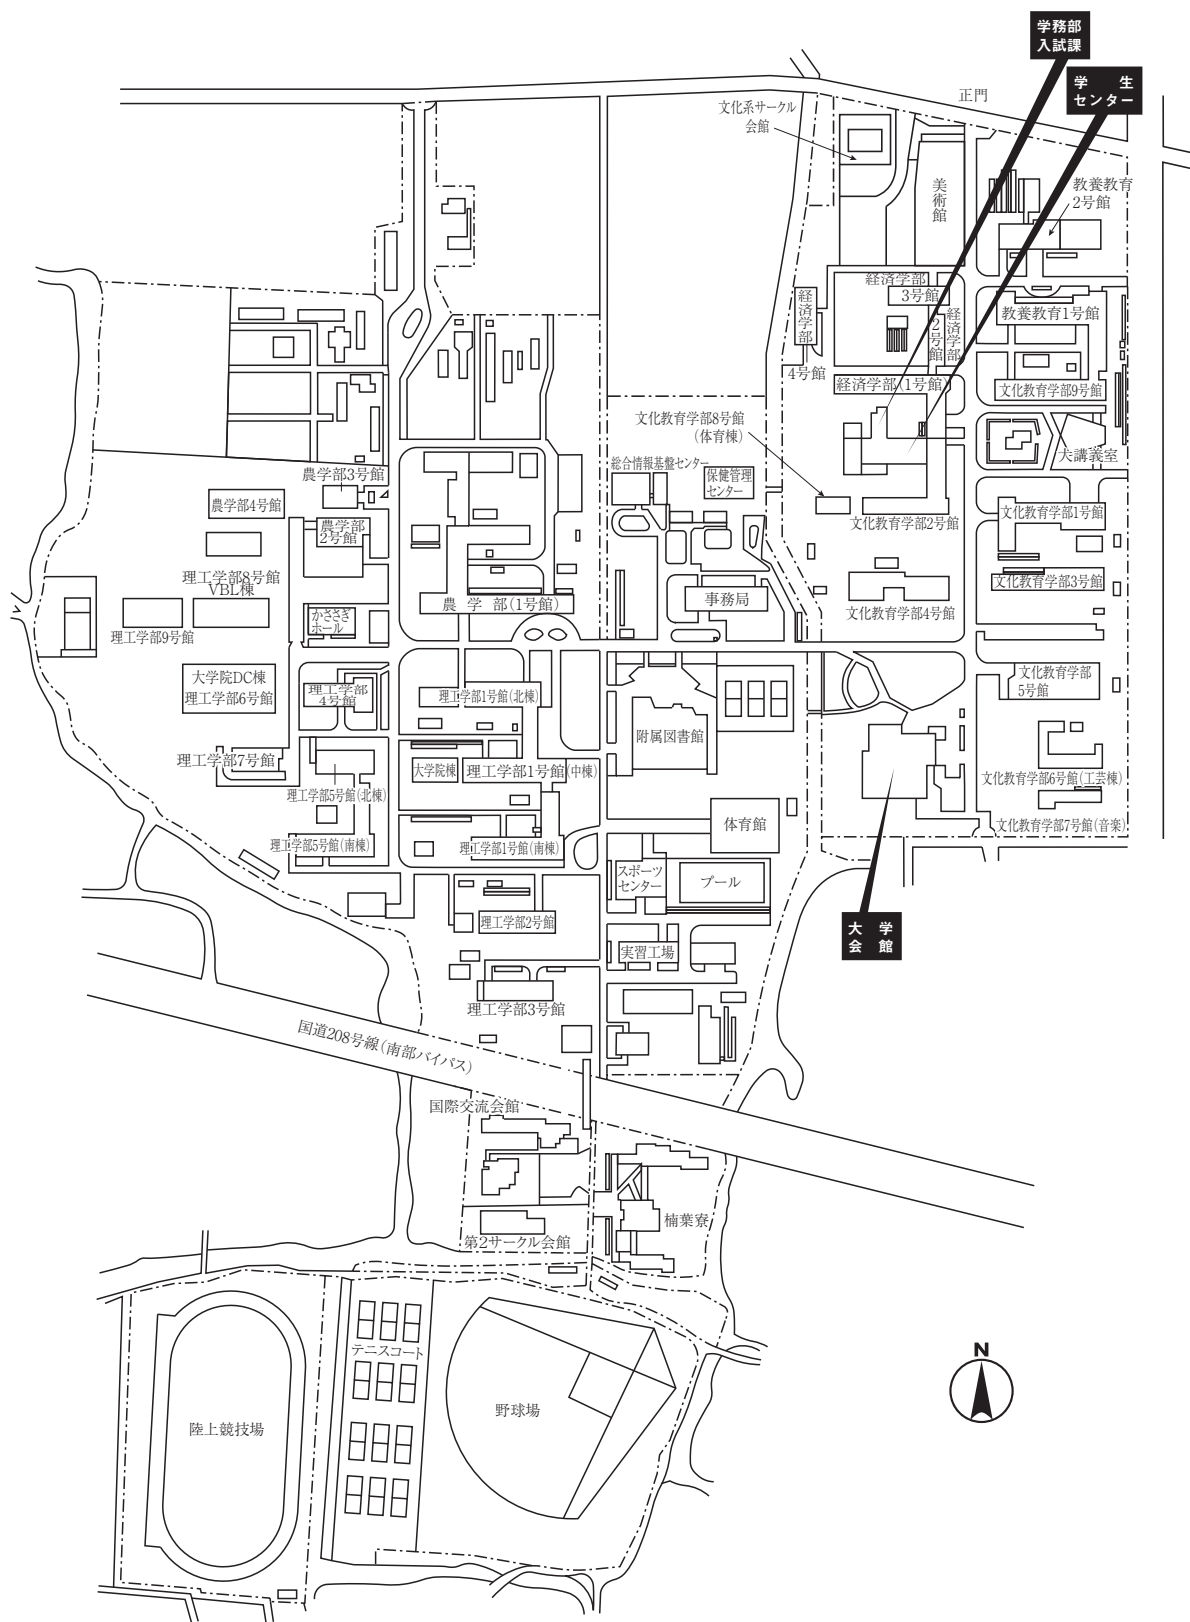 学務部
入試課
学生
センター
正門
文化系サークル
会館
美術館
教養教育
2号館
経済学部
3号館
経済学部
4号館
経済学部
2号館
教養教育1号館
経済学部(1号館)
文化教育学部9号館
文化教育学部8号館
(体育棟)
大講義室
総合情報基盤センター
保健管理
センター
農学部3号館
農学部4号館
農学部
2号館
文化教育学部2号館
文化教育学部1号館
理工学部8号館
VBL棟
文化教育学部3号館
農学部(1号館)
事務局
かささぎ
ホール
文化教育学部4号館
理工学部9号館
大学院DC棟
理工学部6号館
理工学部
4号館
理工学部1号館(北棟)
文化教育学部
5号館
附属図書館
理工学部7号館
大学院棟
理工学部1号館(中棟)
文化教育学部6号館(工芸棟)
理工学部5号館(北棟)
体育館
文化教育学部7号館(音楽)
理工学部5号館(南棟)
理工学部1号館(南棟)
スポーツ
センター
プール
理工学部2号館
大学
会館
実習工場
理工学部3号館
国道208号線(南部バイパス)
国際交流会館
楠葉寮
第2サークル会館
テニスコート
N
野球場
陸上競技場